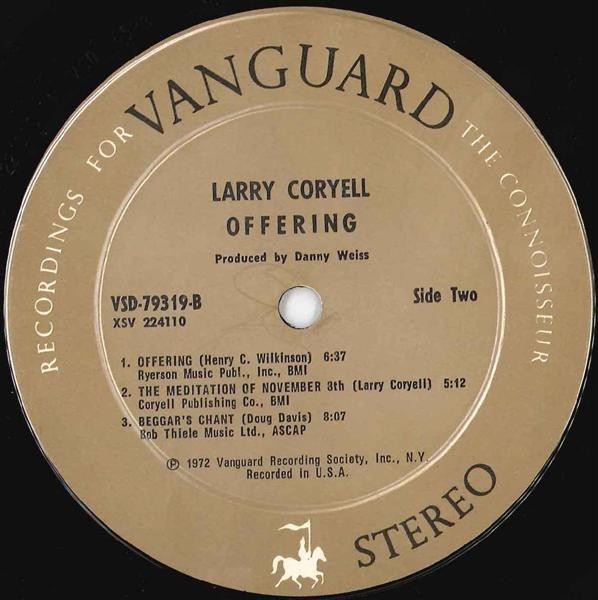 RECORDINGS FOR VANGUARD THE CONNOISSEUR
LARRY CORYELL
OFFERING
Produced by Danny Weiss
VSD-79319-B
Side Two
XSV 224110
1. OFFERING (Henry C. Wilkinson) 6:37
Ryerson Music Publ., Inc., BMI
2. THE MEDITATION OF NOVEMBER 8th (Larry Coryell) 5:12
Coryell Publishing Co., BMI
3. BEGGAR'S CHANT (Doug Davis) 8:07
Bob Thiele Music Ltd., ASCAP
Ⓟ 1972 Vanguard Recording Society, Inc., N.Y.
Recorded in U.S.A.
STEREO